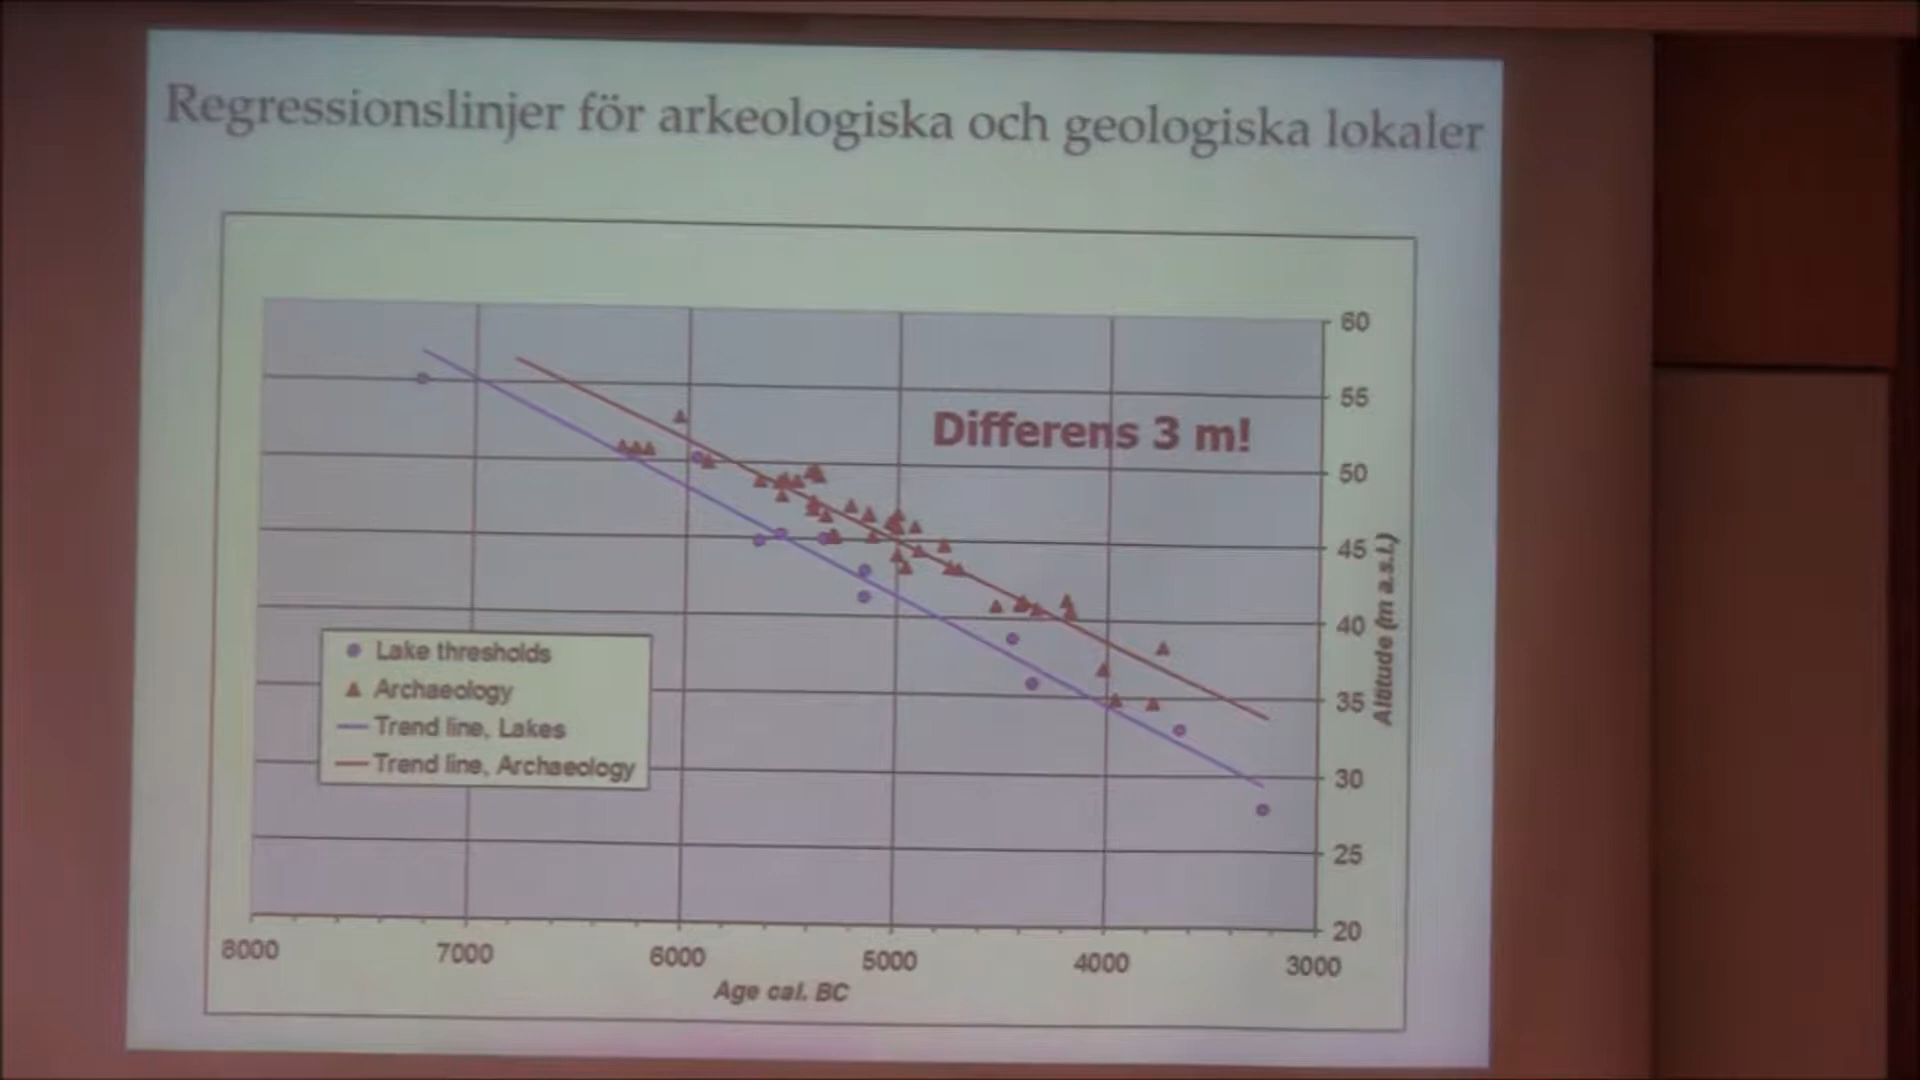 Regressionslinjer för arkeologiska och geologiska lokaler
Differens 3 m!
60
55
50
45
40
35
30
25
20
Altitude (m a.s.l.)
Lake thresholds
Archaeology
Trend line, Lakes
Trend line, Archaeology
8000 7000 6000 5000 4000 3000
Age cal. BC